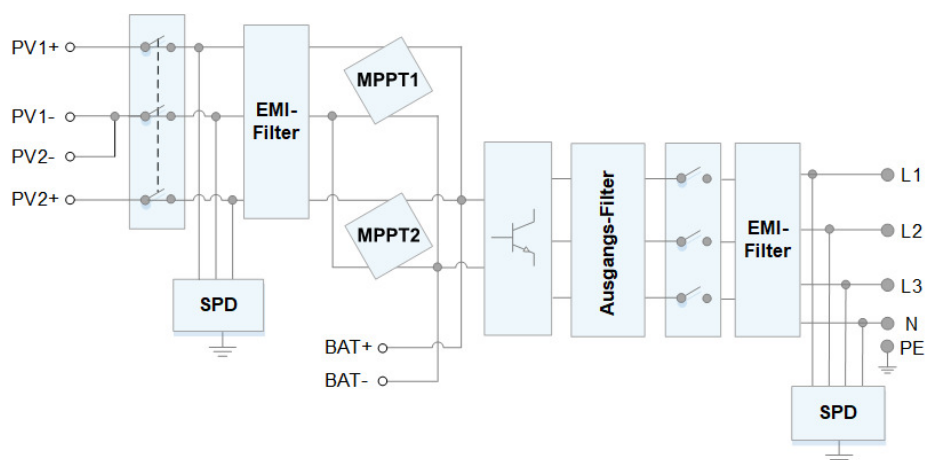 PV1+
PV1-
PV2-
PV2+
EMI-
Filter
MPPT1
MPPT2
SPD
BAT+
BAT-
Ausgangs-Filter
EMI-
Filter
L1
L2
L3
N
PE
SPD